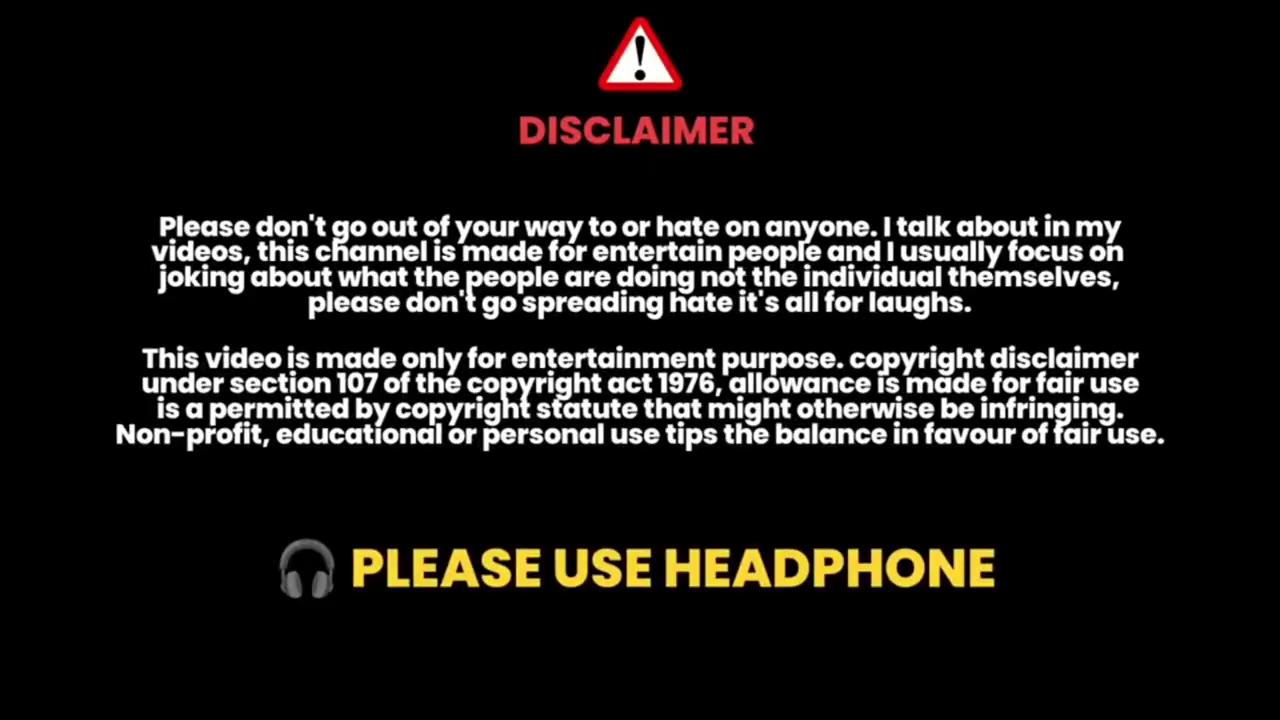 DISCLAIMER
Please don't go out of your way to or hate on anyone. I talk about in my
videos, this channel is made for entertain people and I usually focus on
joking about what the people are doing not the individual themselves,
please don't go spreading hate it's all for laughs.
This video is made only for entertainment purpose. copyright disclaimer
under section 107 of the copyright act 1976, allowance is made for fair use
is a permitted by copyright statute that might otherwise be infringing.
Non-profit, educational or personal use tips the balance in favour of fair use.
PLEASE USE HEADPHONE